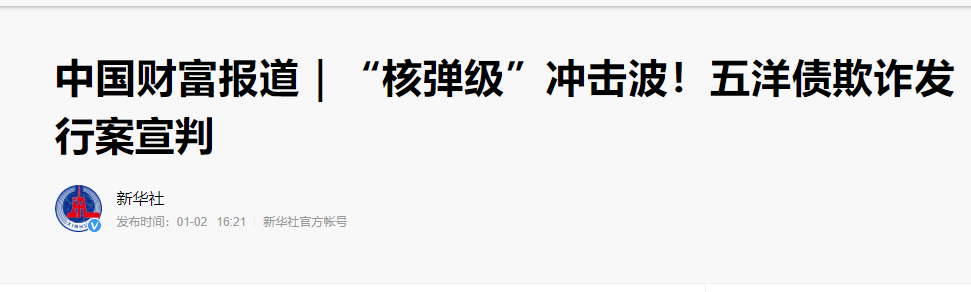 中国财富报道｜“核弹级”冲击波！五洋债欺诈发
行案宣判
新华社
发布时间：01-02 16:21 新华社官方帐号